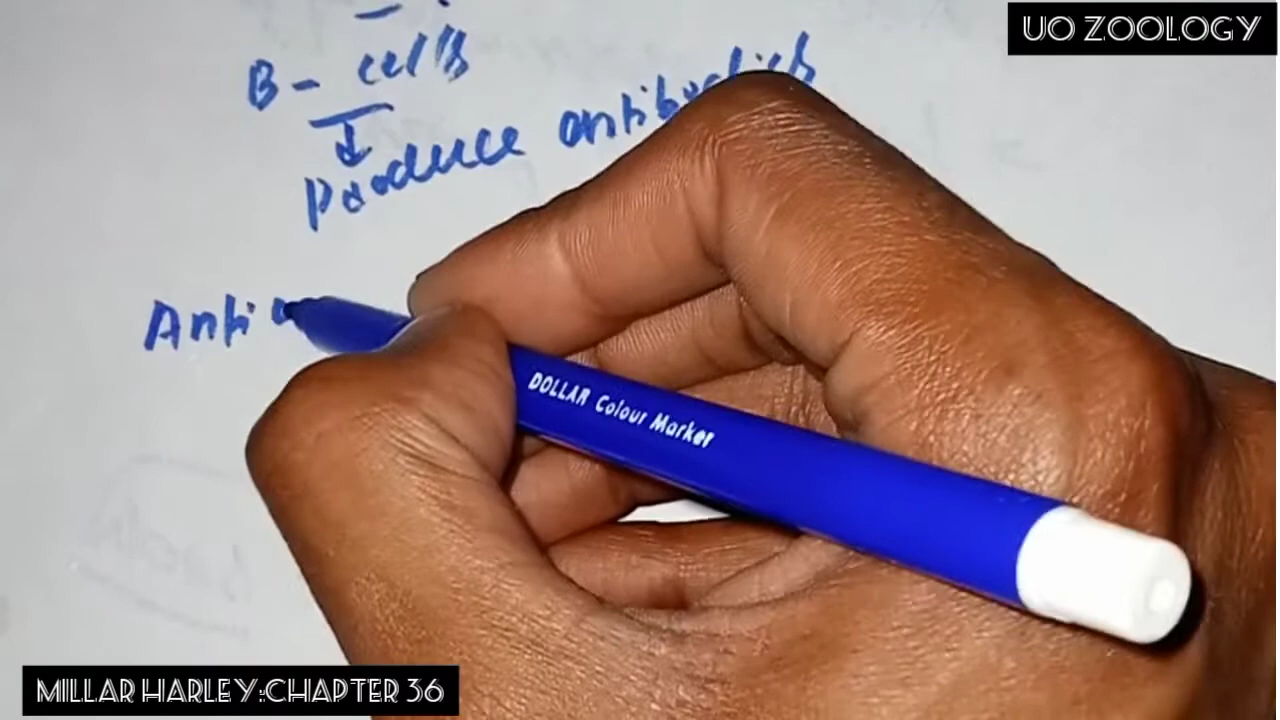 UO ZOOLOGY
B- cells
Produce antibodies
Anti
DOLLAR Colour Marker
MILLAR HARLEY:CHAPTER 36